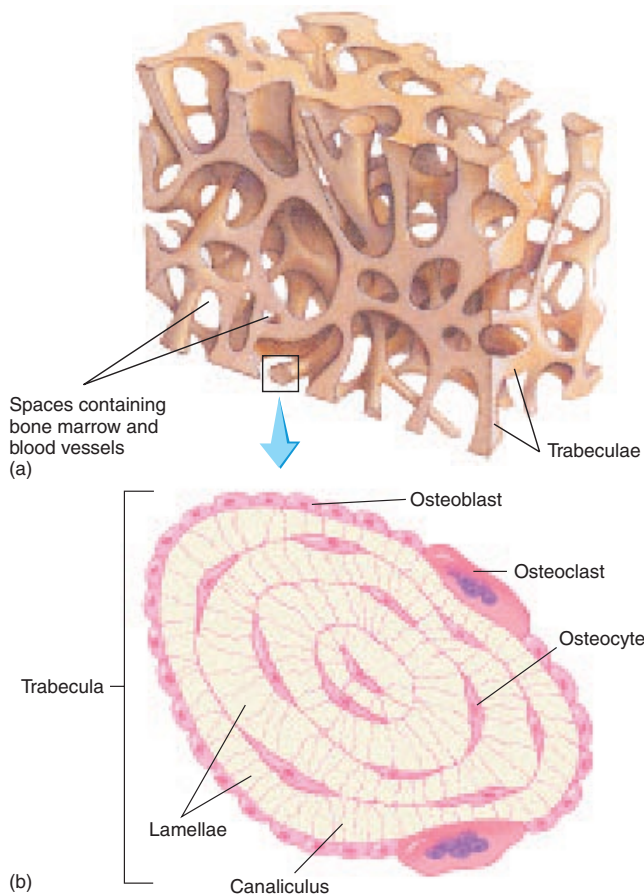 Spaces containing
bone marrow and
blood vessels
(a)
Trabeculae
Osteoblast
Osteoclast
Osteocyte
Trabecula
Lamellae
Canaliculus
(b)